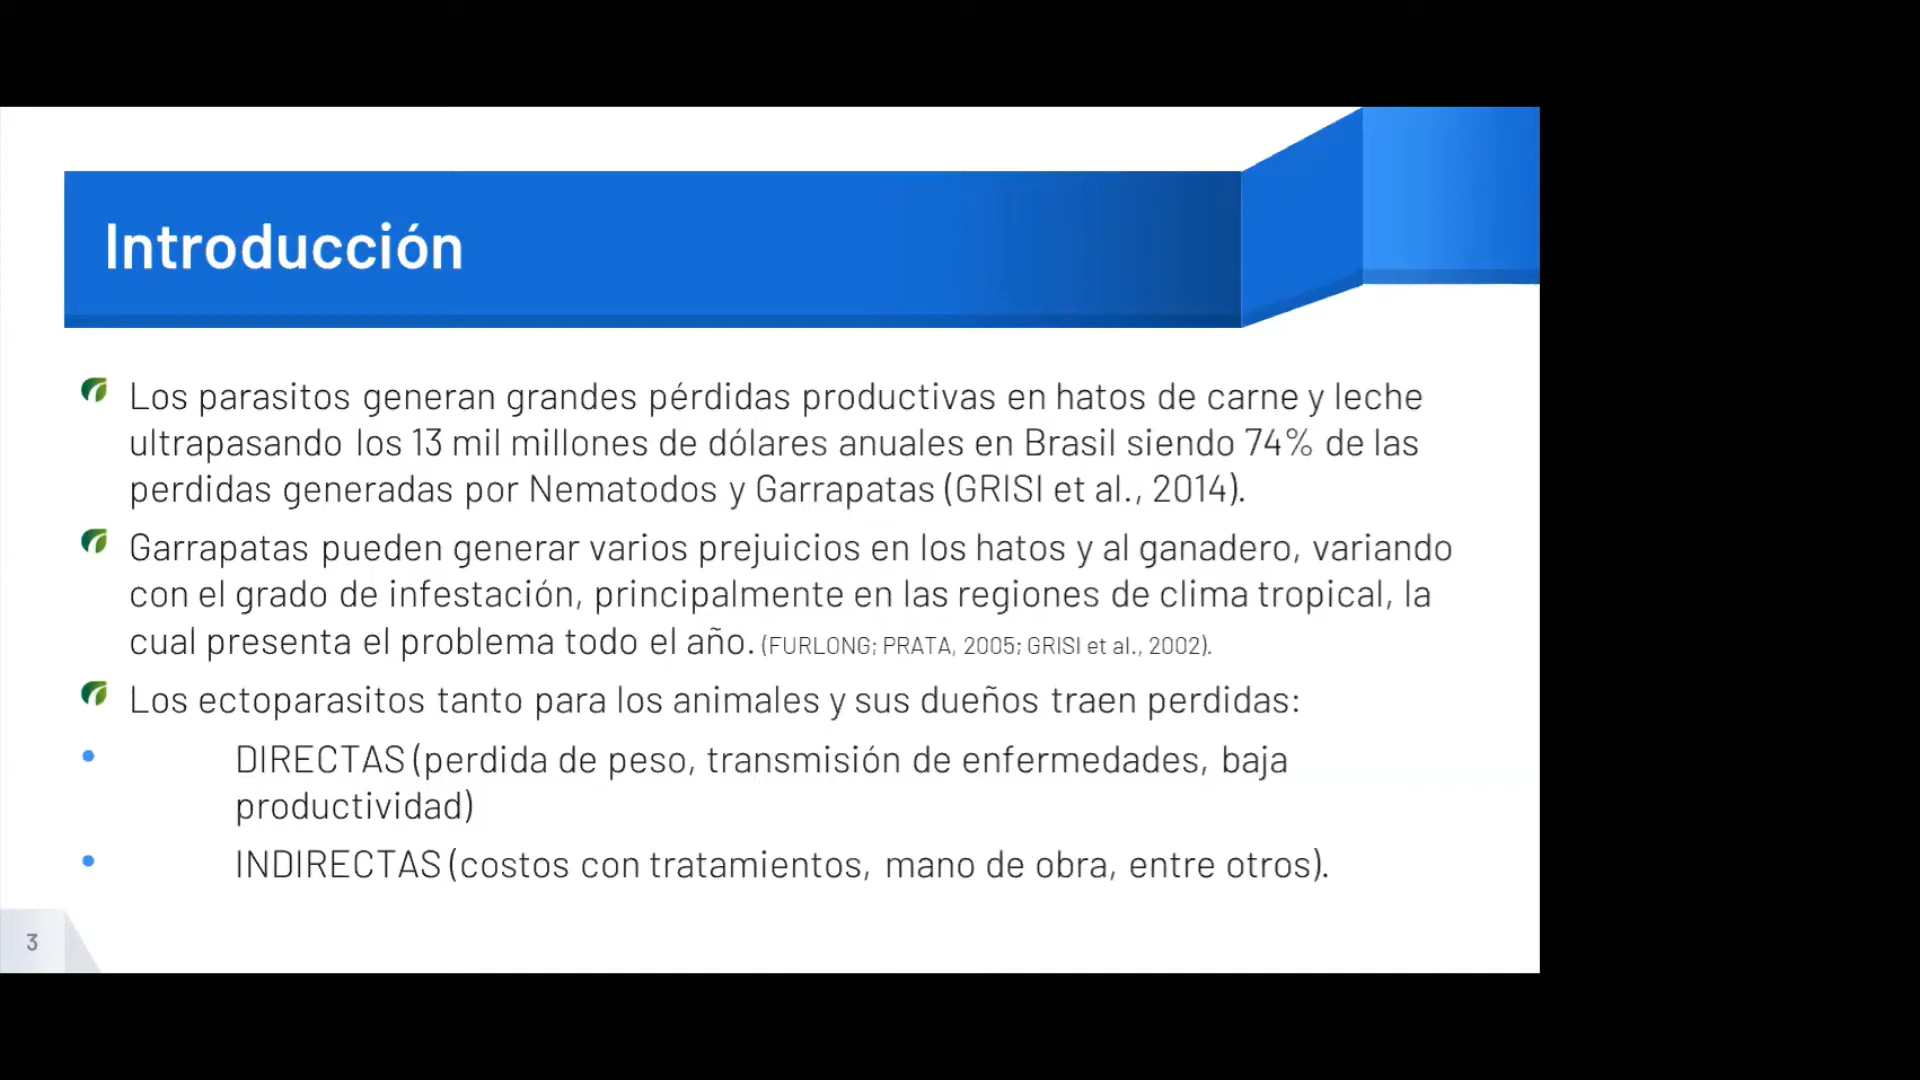 Introducción
Los parasitos generan grandes pérdidas productivas en hatos de carne y leche
ultrapasando los 13 mil millones de dólares anuales en Brasil siendo 74% de las
perdidas generadas por Nematodos y Garrapatas (GRISI et al., 2014).
Garrapatas pueden generar varios prejuicios en los hatos y al ganadero, variando
con el grado de infestación, principalmente en las regiones de clima tropical, la
cual presenta el problema todo el año. (FURLONG; PRATA, 2005; GRISI et al., 2002).
Los ectoparasitos tanto para los animales y sus dueños traen perdidas:
• DIRECTAS (perdida de peso, transmisión de enfermedades, baja
productividad)
• INDIRECTAS (costos con tratamientos, mano de obra, entre otros).
3